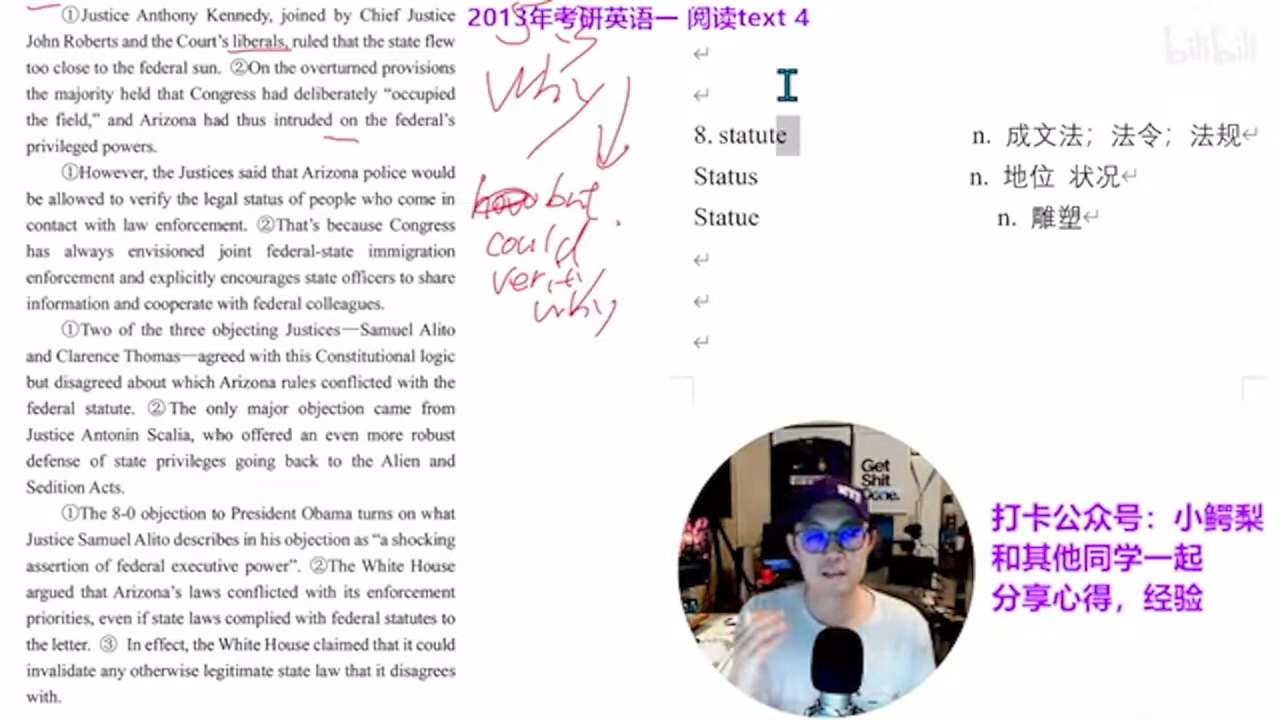 2013年考研英语一 阅读text 4
bilibili
①Justice Anthony Kennedy, joined by Chief Justice
John Roberts and the Court's liberals, ruled that the state flew
too close to the federal sun. ②On the overturned provisions
the majority held that Congress had deliberately “occupied
the field,” and Arizona had thus intruded on the federal's
privileged powers.
①However, the Justices said that Arizona police would
be allowed to verify the legal status of people who come in
contact with law enforcement. ②That's because Congress
has always envisioned joint federal-state immigration
enforcement and explicitly encourages state officers to share
information and cooperate with federal colleagues.
①Two of the three objecting Justices—Samuel Alito
and Clarence Thomas—agreed with this Constitutional logic
but disagreed about which Arizona rules conflicted with the
federal statute. ②The only major objection came from
Justice Antonin Scalia, who offered an even more robust
defense of state privileges going back to the Alien and
Sedition Acts.
①The 8-0 objection to President Obama turns on what
Justice Samuel Alito describes in his objection as “a shocking
assertion of federal executive power”. ②The White House
argued that Arizona's laws conflicted with its enforcement
priorities, even if state laws complied with federal statutes to
the letter. ③ In effect, the White House claimed that it could
invalidate any otherwise legitimate state law that it disagrees
with.
why
but
could
verify
why
8. statute n. 成文法；法令；法规
Status n. 地位 状况
Statue n. 雕塑
Get
Shit
Done.
打卡公众号：小鳄梨
和其他同学一起
分享心得，经验